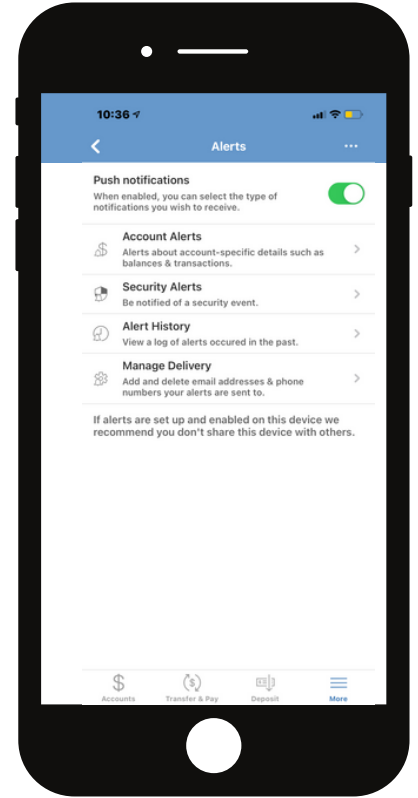 10:36
Alerts
Push notifications
When enabled, you can select the type of
notifications you wish to receive.
Account Alerts
Alerts about account-specific details such as
balances & transactions.
Security Alerts
Be notified of a security event.
Alert History
View a log of alerts occured in the past.
Manage Delivery
Add and delete email addresses & phone
numbers your alerts are sent to.
If alerts are set up and enabled on this device we
recommend you don't share this device with others.
Accounts Transfer & Pay Deposit More